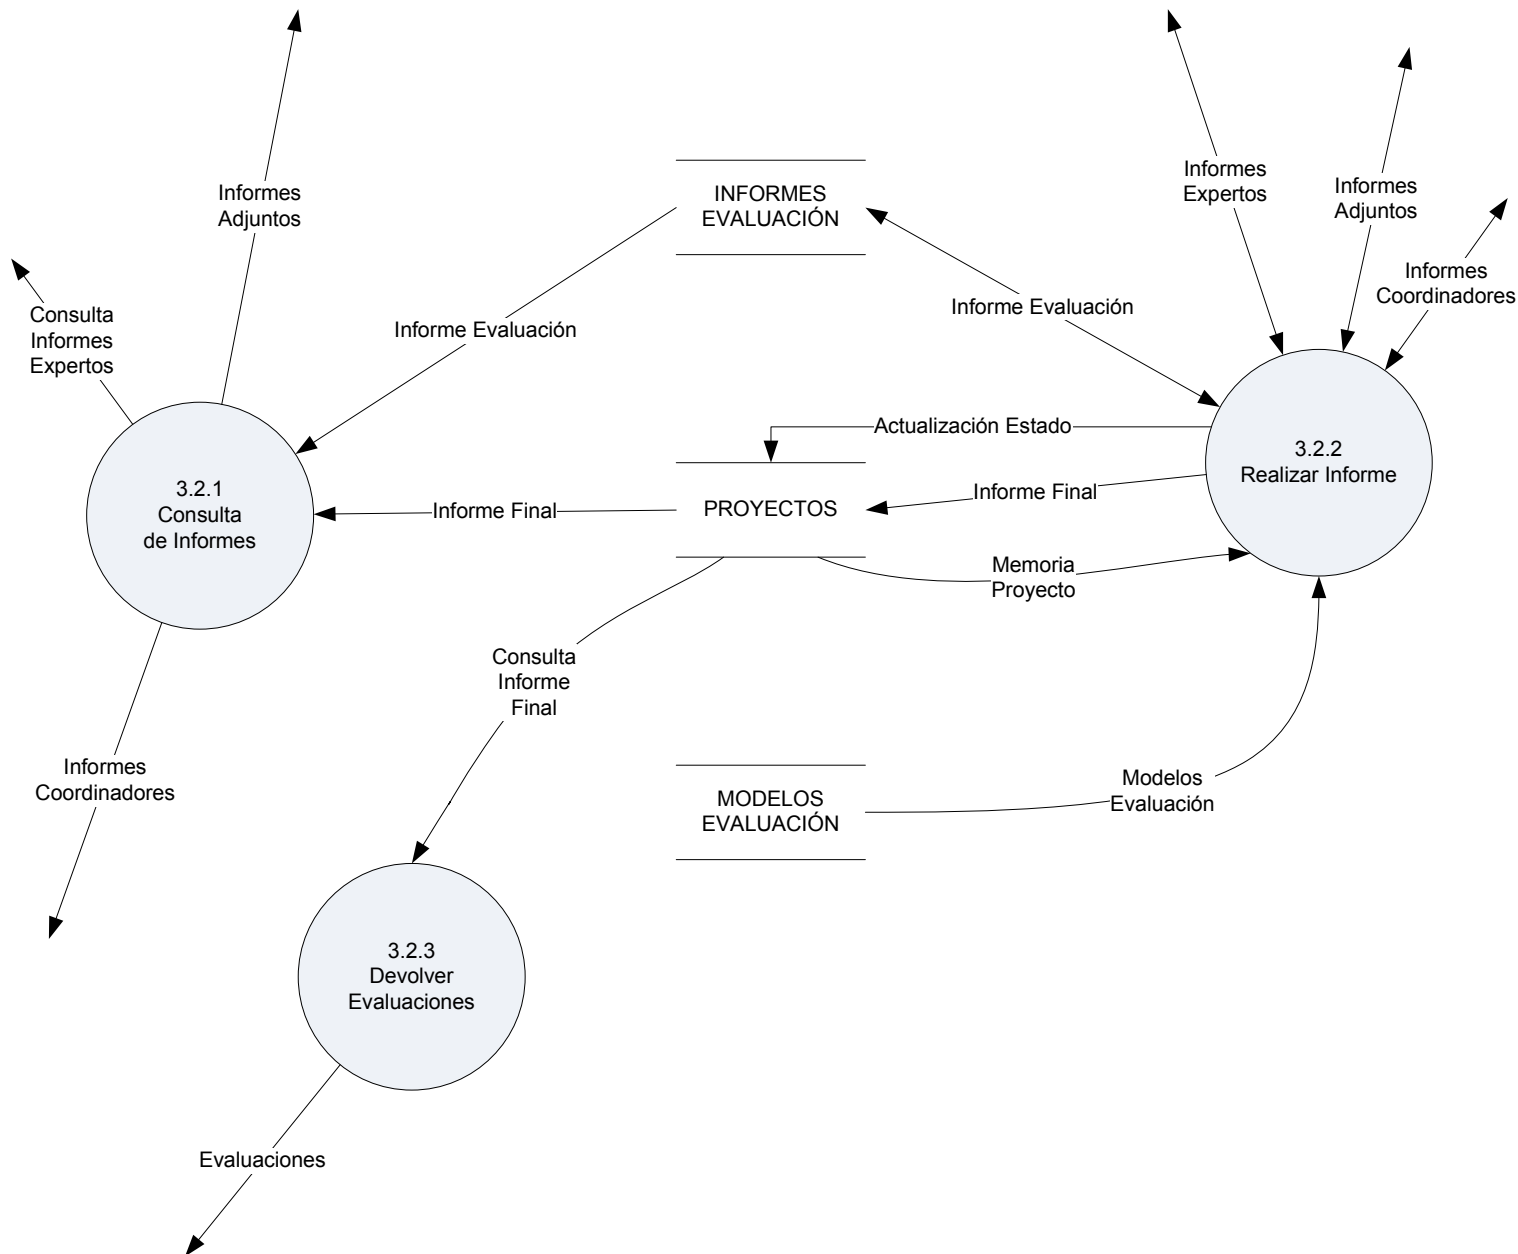 Informes
Expertos
Informes
Adjuntos
Informes
Adjuntos
INFORMES
EVALUACIÓN
Informes
Coordinadores
Consulta
Informes
Expertos
Informe Evaluación
Informe Evaluación
Actualización Estado
3.2.2
Realizar Informe
3.2.1
Consulta
de Informes
Informe Final
PROYECTOS
Informe Final
Memoria
Proyecto
Consulta
Informe
Final
Informes
Coordinadores
MODELOS
EVALUACIÓN
Modelos
Evaluación
3.2.3
Devolver
Evaluaciones
Evaluaciones